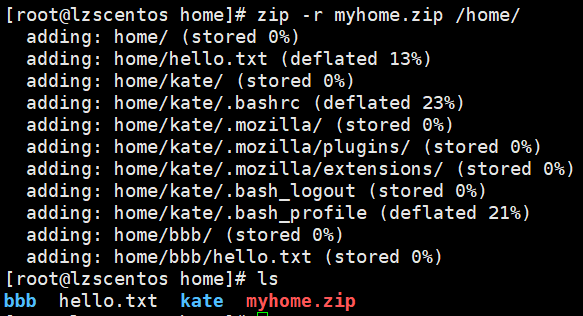 [root@lzscentos home]# zip -r myhome.zip /home/
  adding: home/ (stored 0%)
  adding: home/hello.txt (deflated 13%)
  adding: home/kate/ (stored 0%)
  adding: home/kate/.bashrc (deflated 23%)
  adding: home/kate/.mozilla/ (stored 0%)
  adding: home/kate/.mozilla/plugins/ (stored 0%)
  adding: home/kate/.mozilla/extensions/ (stored 0%)
  adding: home/kate/.bash_logout (stored 0%)
  adding: home/kate/.bash_profile (deflated 21%)
  adding: home/bbb/ (stored 0%)
  adding: home/bbb/hello.txt (stored 0%)
[root@lzscentos home]# ls
bbb  hello.txt  kate  myhome.zip